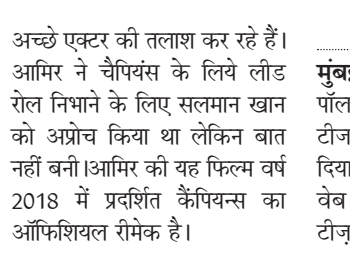 अच्छे एक्टर की तलाश कर रहे हैं।
आमिर ने चैपियंस के लिये लीड
रोल निभाने के लिए सलमान खान
को अप्रोच किया था लेकिन बात
नहीं बनी।आमिर की यह फिल्म वर्ष
2018 में प्रदर्शित कैंपियन्स का
ऑफिशियल रीमेक है।
पॉल
टीज
दिया
वेब
टीज़